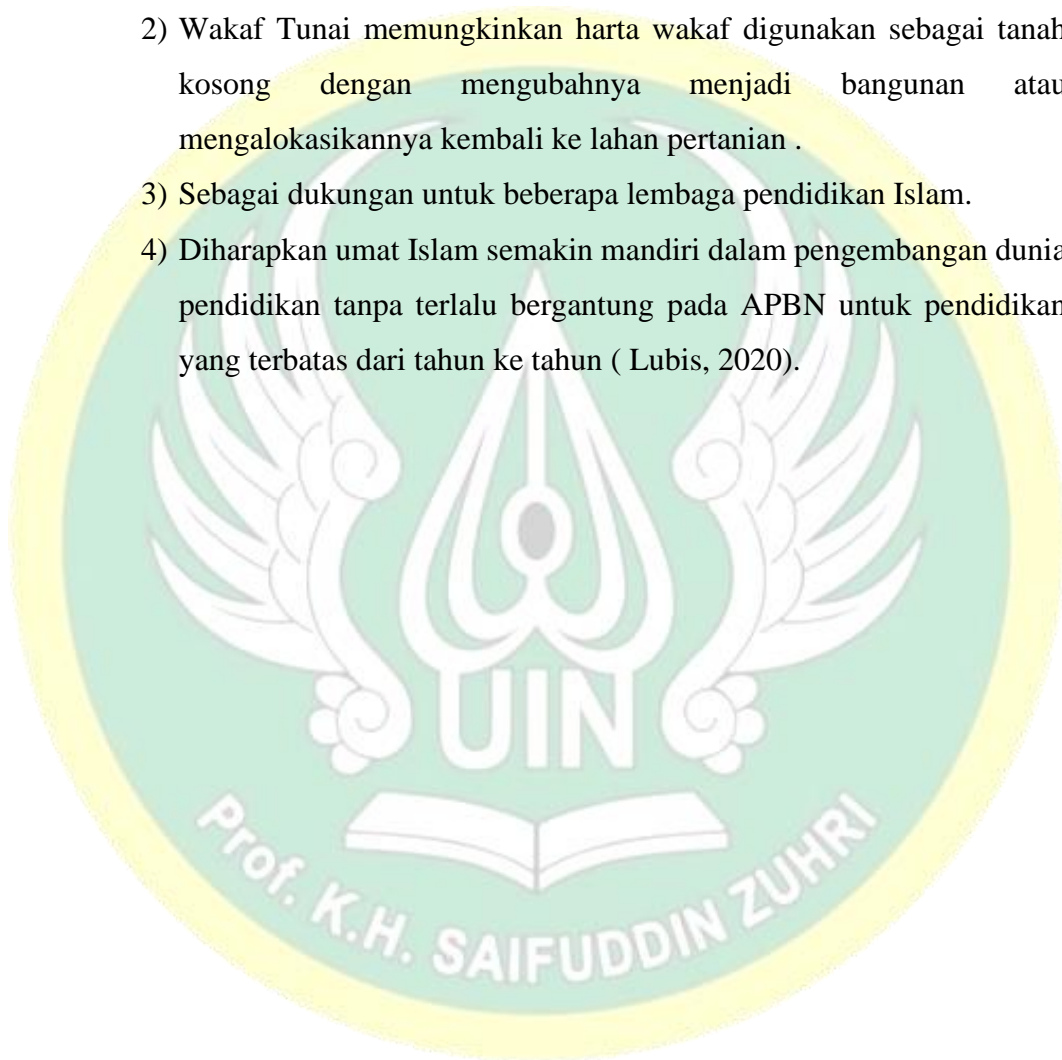 2) Wakaf Tunai memungkinkan harta wakaf digunakan sebagai tanah
kosong dengan mengubahnya menjadi bangunan atau
mengalokasikannya kembali ke lahan pertanian .
3) Sebagai dukungan untuk beberapa lembaga pendidikan Islam.
4) Diharapkan umat Islam semakin mandiri dalam pengembangan dunia
pendidikan tanpa terlalu bergantung pada APBN untuk pendidikan
yang terbatas dari tahun ke tahun ( Lubis, 2020).
UIN
Prof. K.H. SAIFUDDIN ZUHRI